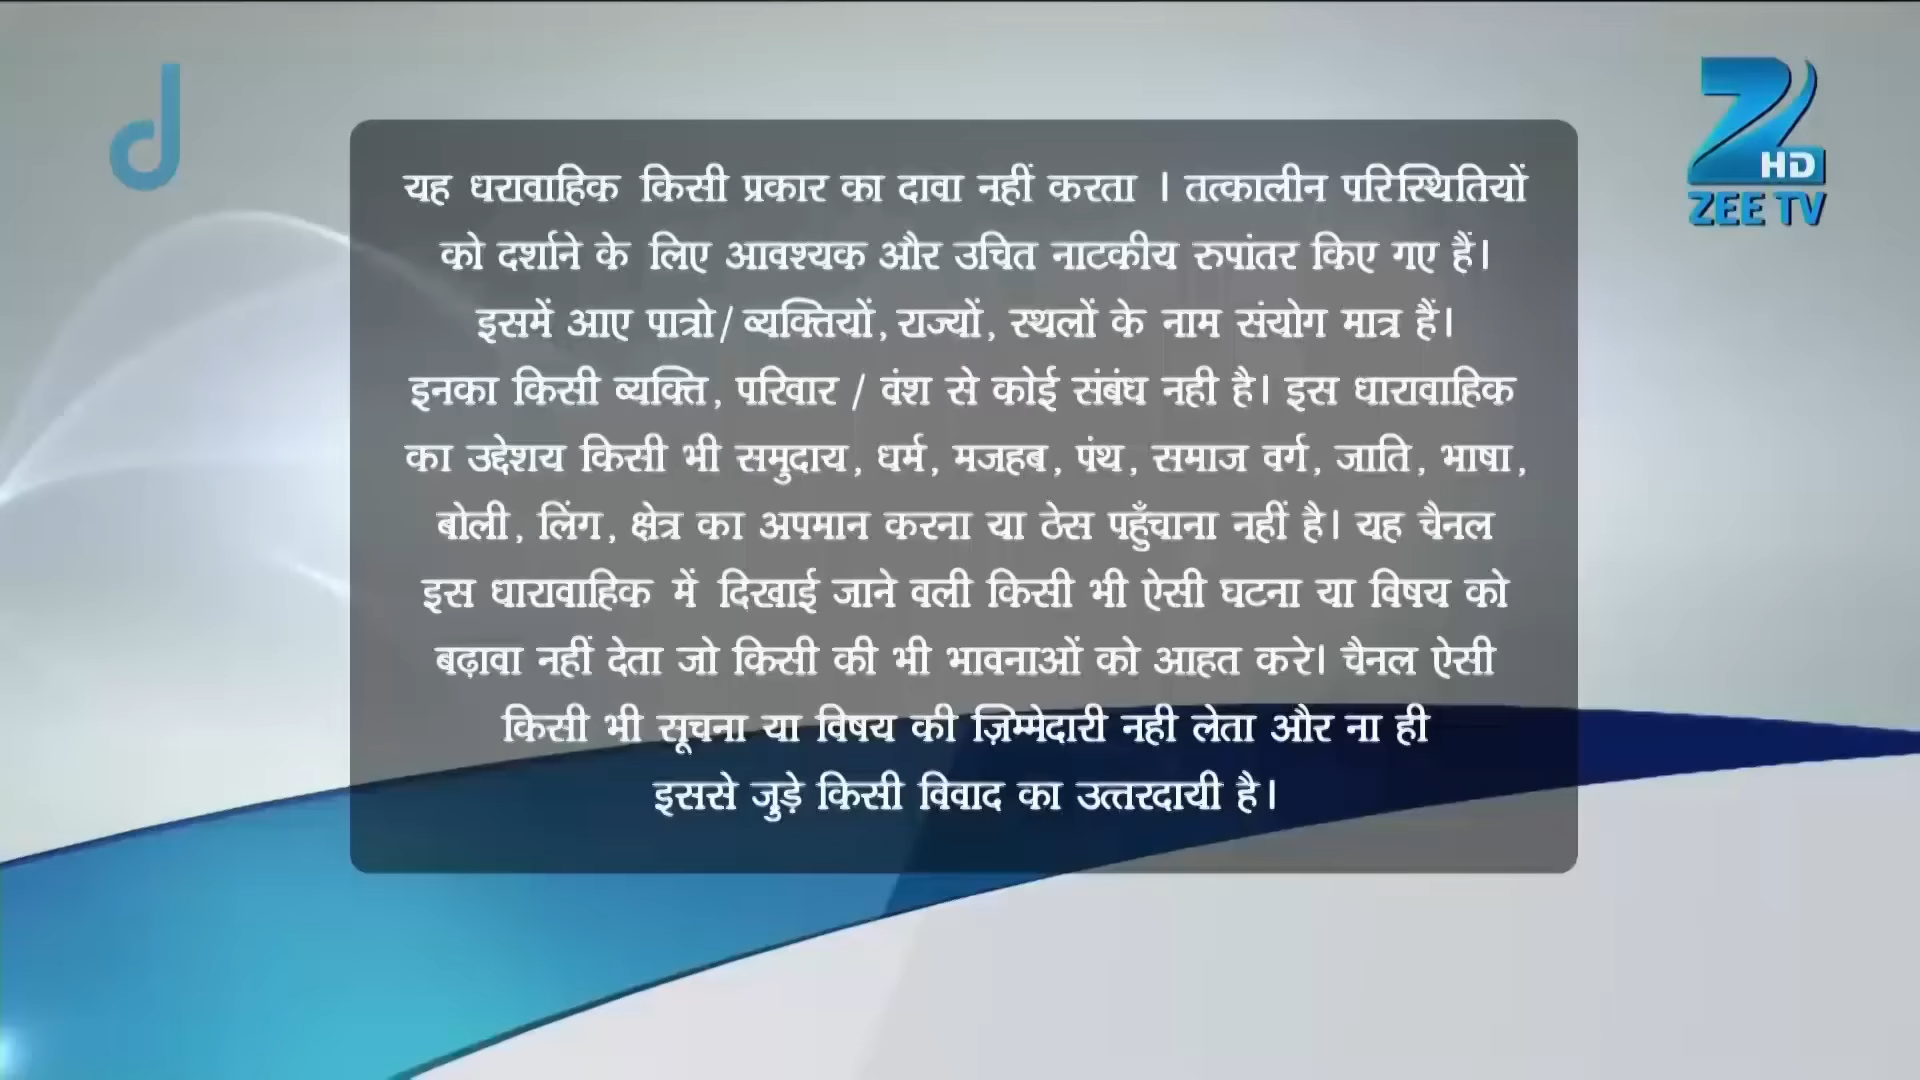 यह धरावाहिक किसी प्रकार का दावा नहीं करता । तत्कालीन परिस्थितियों
को दर्शाने के लिए आवश्यक और उचित नाटकीय रुपांतर किए गए हैं।
इसमें आए पात्रो/ व्यक्तियों, राज्यों, स्थलों के नाम संयोग मात्र हैं।
इनका किसी व्यक्ति, परिवार / वंश से कोई संबंध नही है। इस धारावाहिक
का उद्देशय किसी भी समुदाय, धर्म, मजहब, पंथ, समाज वर्ग, जाति, भाषा,
बोली, लिंग, क्षेत्र का अपमान करना या ठेस पहुँचाना नहीं है। यह चैनल
इस धारावाहिक में दिखाई जाने वली किसी भी ऐसी घटना या विषय को
बढ़ावा नहीं देता जो किसी की भी भावनाओं को आहत करे। चैनल ऐसी
किसी भी सूचना या विषय की ज़िम्मेदारी नही लेता और ना ही
इससे जुड़े किसी विवाद का उत्तरदायी है।
d
Z HD
ZEE TV